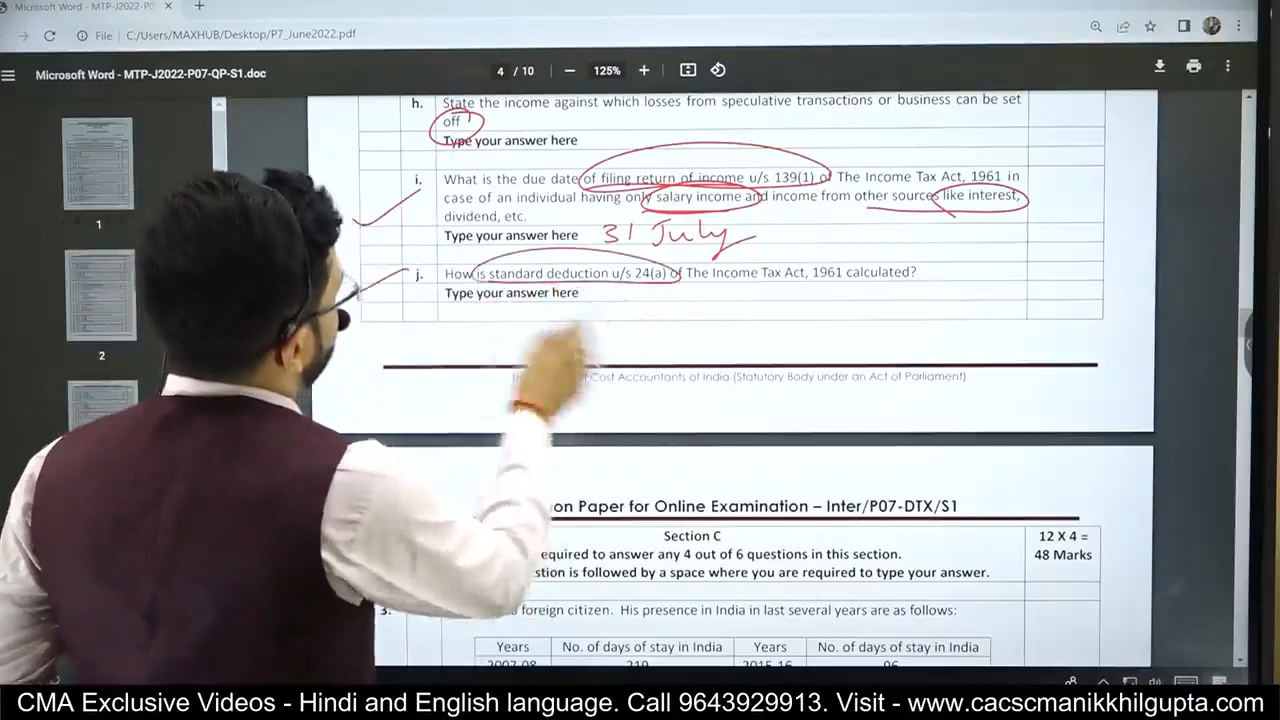 Microsoft Word - MTP-J2022-P0
File C:/Users/MAXHUB/Desktop/P7_June2022.pdf
Microsoft Word - MTP-J2022-P07-QP-S1.doc
4 / 10
125%
h. State the income against which losses from speculative transactions or business can be set
off
Type your answer here
i. What is the due date of filing return of income u/s 139(1) of The Income Tax Act, 1961 in
case of an individual having only salary income and income from other sources like interest,
dividend, etc.
Type your answer here 31 July
j. How is standard deduction u/s 24(a) of The Income Tax Act, 1961 calculated?
Type your answer here
1
2
Cost Accountants of India (Statutory Body under an Act of Parliament)
Paper for Online Examination – Inter/P07-DTX/S1
Section C 12 X 4 =
required to answer any 4 out of 6 questions in this section. 48 Marks
is followed by a space where you are required to type your answer.
3. foreign citizen. His presence in India in last several years are as follows:
Years No. of days of stay in India Years No. of days of stay in India
2007-08 219 2015-16 96
CMA Exclusive Videos - Hindi and English language. Call 9643929913. Visit - www.cacscmanikkhilgupta.com